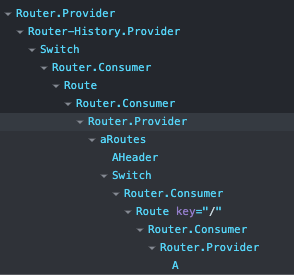 Router.Provider
Router-History.Provider
Switch
Router.Consumer
Route
Router.Consumer
Router.Provider
aRoutes
AHeader
Switch
Router.Consumer
Route key="/"
Router.Consumer
Router.Provider
A